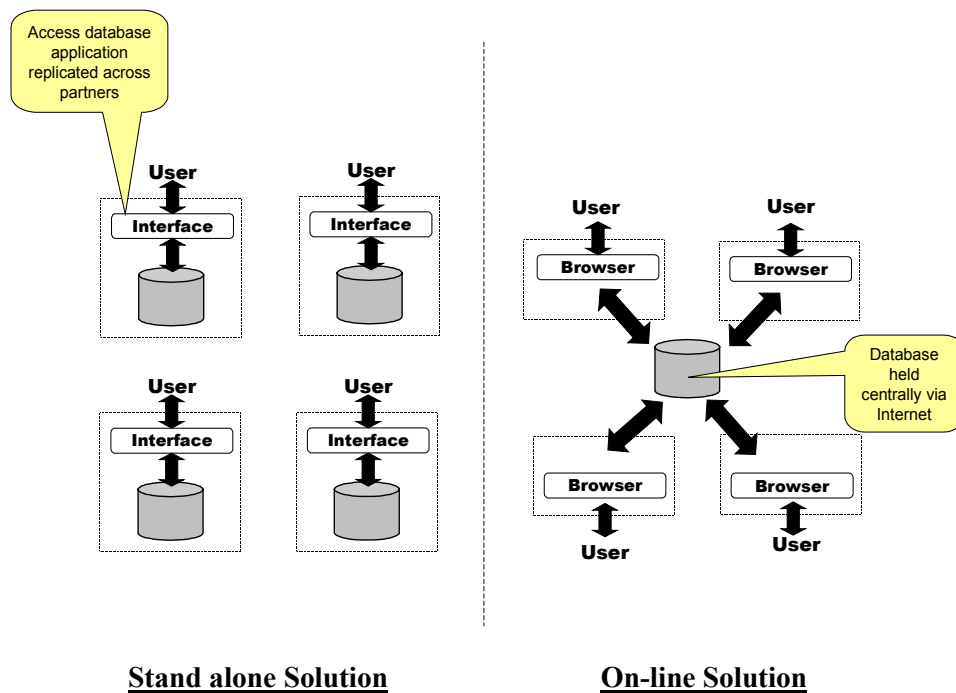 Access database
application
replicated across
partners
User
Interface
User
Interface
User
Interface
User
Interface
User
Browser
User
Browser
Database
held
centrally via
Internet
Browser
User
Browser
User
Stand alone Solution
On-line Solution